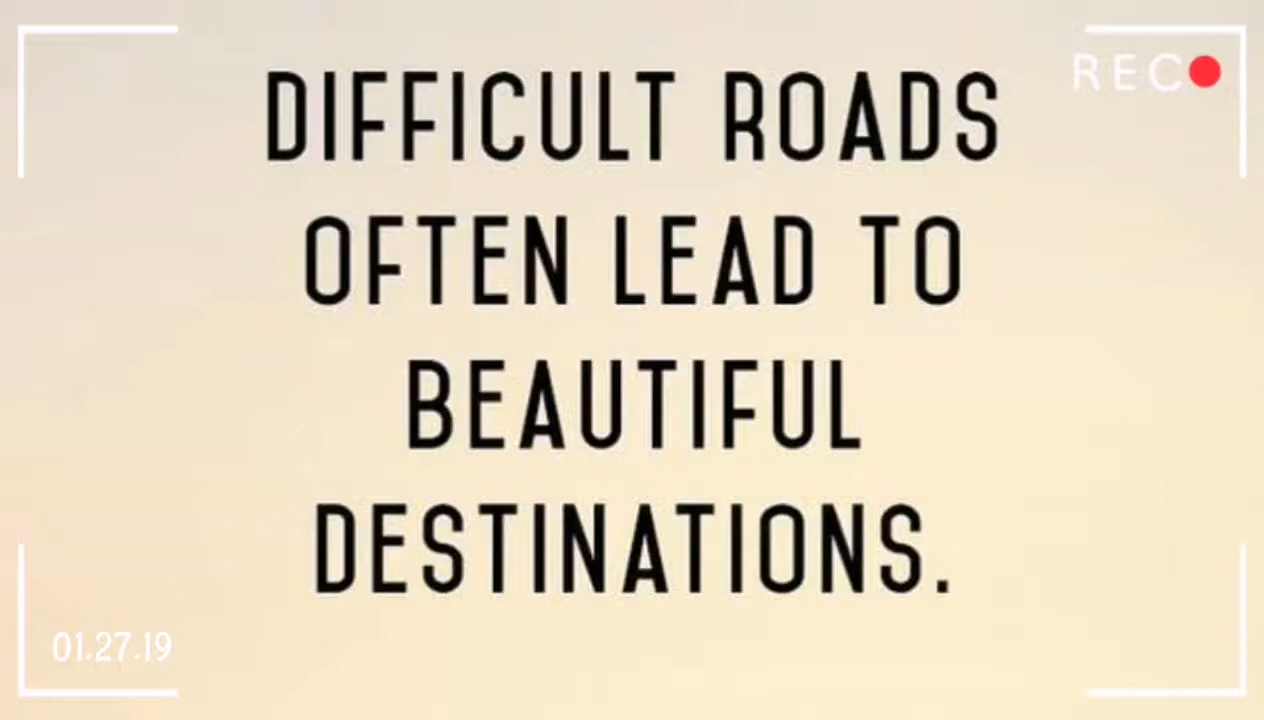 REC
DIFFICULT ROADS
OFTEN LEAD TO
BEAUTIFUL
DESTINATIONS.
01.27.19